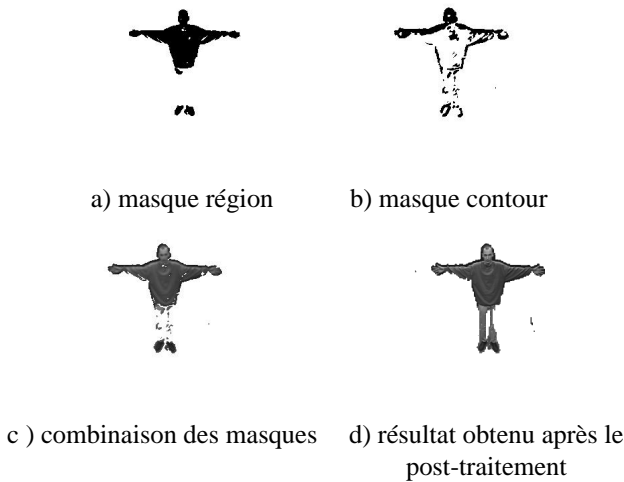 a) masque région
b) masque contour
c ) combinaison des masques
d) résultat obtenu après le
post-traitement